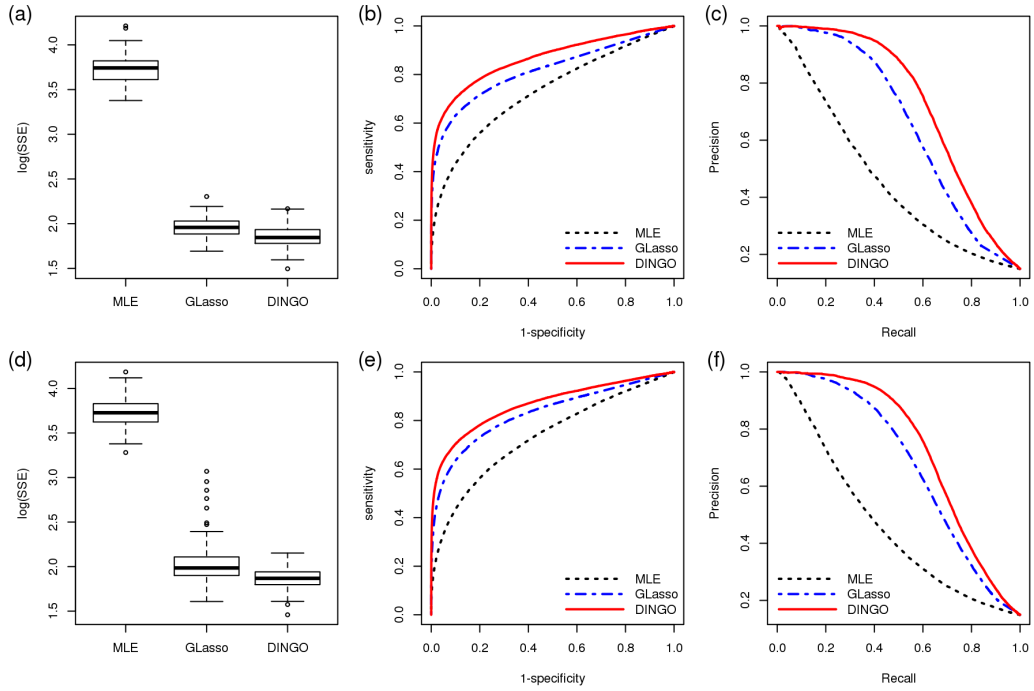 (a)
log(SSE)
4.0
3.5
3.0
2.5
2.0
1.5
MLE GLasso DINGO
(b)
sensitivity
1.0
0.8
0.6
0.4
0.2
0.0
MLE
GLasso
DINGO
0.0 0.2 0.4 0.6 0.8 1.0
1-specificity
(c)
Precision
1.0
0.8
0.6
0.4
0.2
MLE
GLasso
DINGO
0.0 0.2 0.4 0.6 0.8 1.0
Recall
(d)
log(SSE)
4.0
3.5
3.0
2.5
2.0
1.5
MLE GLasso DINGO
(e)
sensitivity
1.0
0.8
0.6
0.4
0.2
0.0
MLE
GLasso
DINGO
0.0 0.2 0.4 0.6 0.8 1.0
1-specificity
(f)
Precision
1.0
0.8
0.6
0.4
0.2
MLE
GLasso
DINGO
0.0 0.2 0.4 0.6 0.8 1.0
Recall